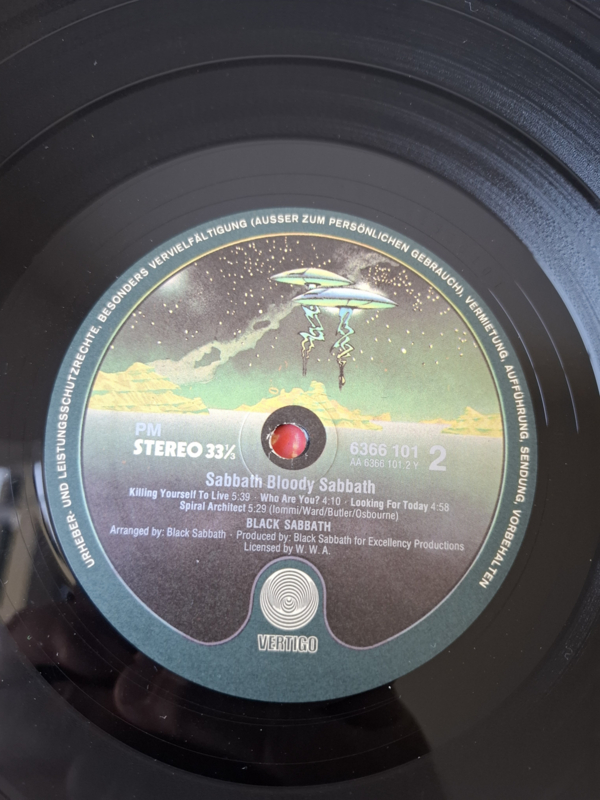 URHEBER- UND LEISTUNGSSCHUTZRECHTE, BESONDERS VERVIELFÄLTIGUNG (AUSSER ZUM PERSÖNLICHEN GEBRAUCH), VERMIETUNG, AUFFÜHRUNG, SENDUNG, VORBEHALTEN
PM
STEREO 33⅓
6366 101 2
AA 6366 101 2 Y
Sabbath Bloody Sabbath
Killing Yourself To Live 5:39 · Who Are You? 4:10 · Looking For Today 4:58
Spiral Architect 5:29 (Iommi/Ward/Butler/Osbourne)
BLACK SABBATH
Arranged by: Black Sabbath · Produced by: Black Sabbath for Excellency Productions
Licensed by W. W. A.
VERTIGO